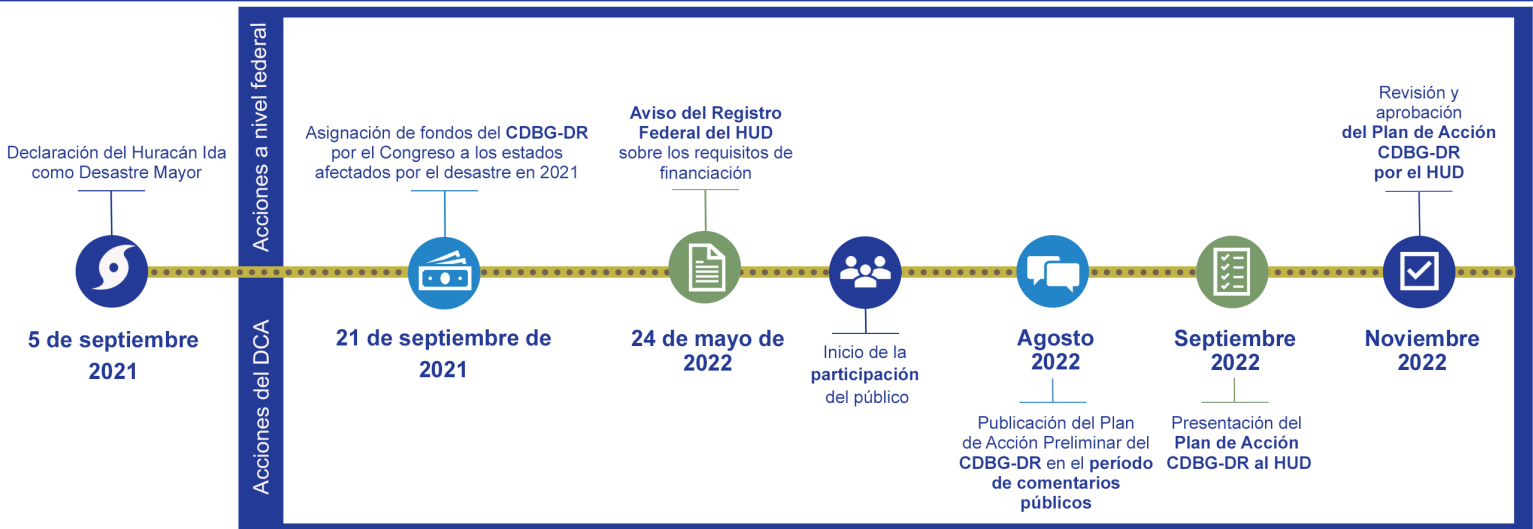 Acciones a nivel federal
Acciones del DCA
Declaración del Huracán Ida
como Desastre Mayor
5 de septiembre
2021
Asignación de fondos del CDBG-DR
por el Congreso a los estados
afectados por el desastre en 2021
21 de septiembre de
2021
Aviso del Registro
Federal del HUD
sobre los requisitos de
financiación
24 de mayo de
2022
Inicio de la
participación
del público
Agosto
2022
Publicación del Plan
de Acción Preliminar del
CDBG-DR en el período
de comentarios
públicos
Septiembre
2022
Presentación del
Plan de Acción
CDBG-DR al HUD
Revisión y
aprobación
del Plan de Acción
CDBG-DR
por el HUD
Noviembre
2022